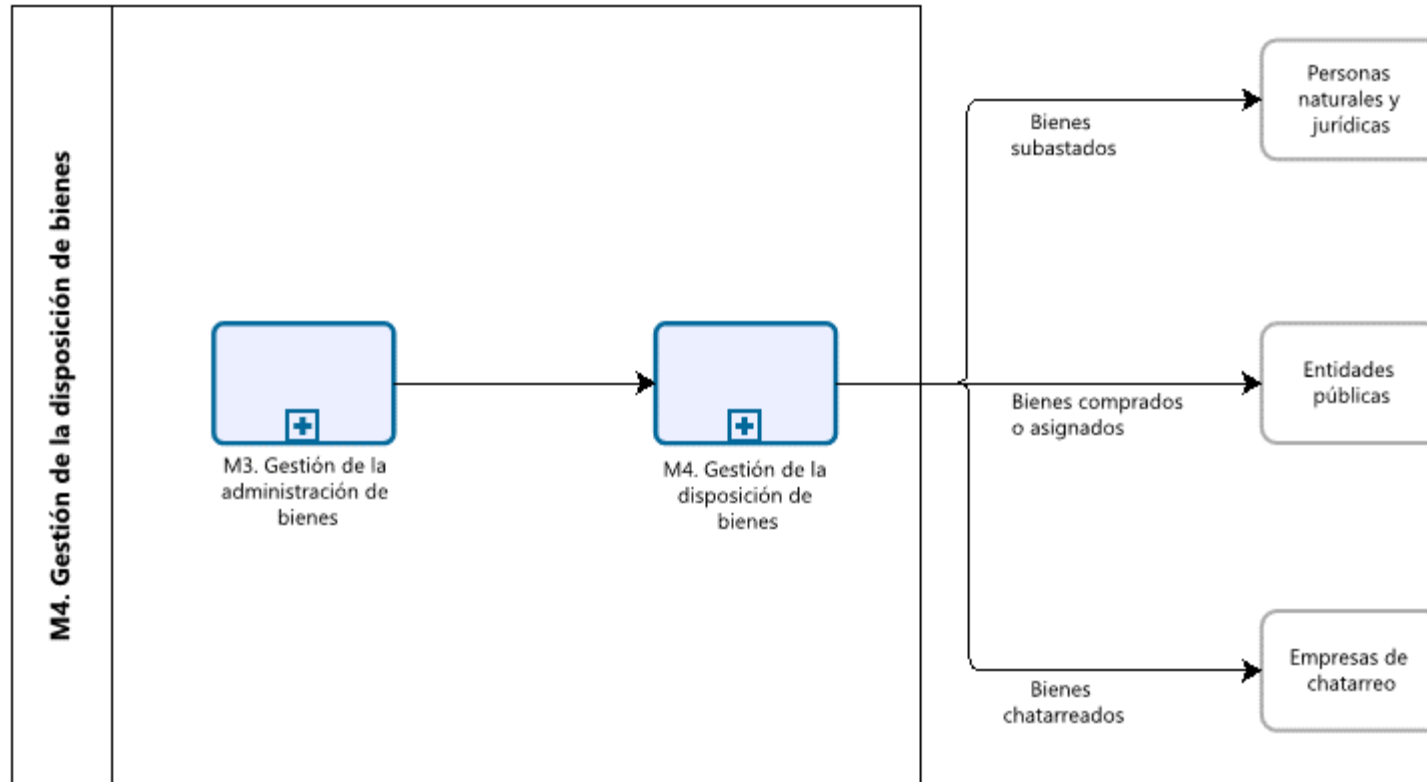 M4. Gestión de la disposición de bienes
M3. Gestión de la
administración de
bienes
M4. Gestión de la
disposición de
bienes
Bienes
subastados
Bienes comprados
o asignados
Bienes
chatarreados
Personas
naturales y
jurídicas
Entidades
públicas
Empresas de
chatarreo